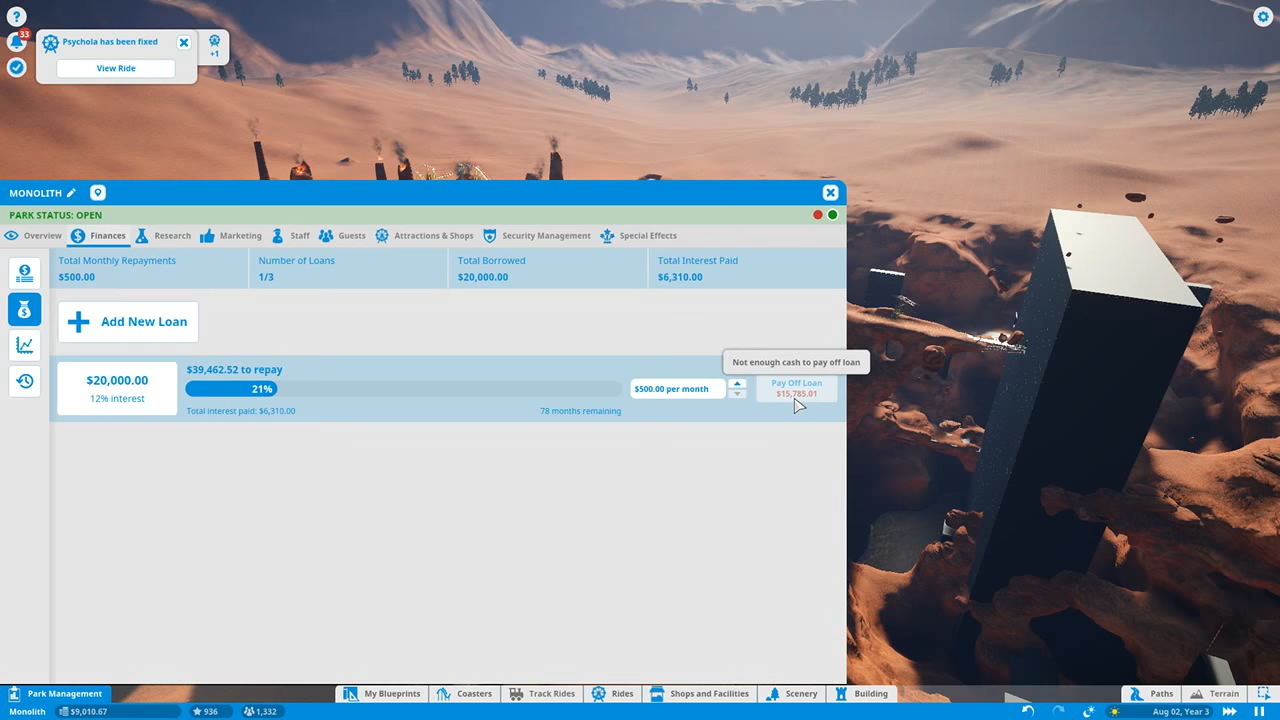 ?
33
Psychola has been fixed
View Ride
+1
MONOLITH
PARK STATUS: OPEN
Overview
Finances
Research
Marketing
Staff
Guests
Attractions & Shops
Security Management
Special Effects
Total Monthly Repayments
$500.00
Number of Loans
1/3
Total Borrowed
$20,000.00
Total Interest Paid
$6,310.00
Add New Loan
Not enough cash to pay off loan
$20,000.00
12% interest
$39,462.52 to repay
21%
Total interest paid: $6,310.00
78 months remaining
$500.00 per month
Pay Off Loan
$15,785.01
Park Management
My Blueprints
Coasters
Track Rides
Rides
Shops and Facilities
Scenery
Building
Paths
Terrain
Monolith
$9,010.67
936
1,332
Aug 02, Year 3